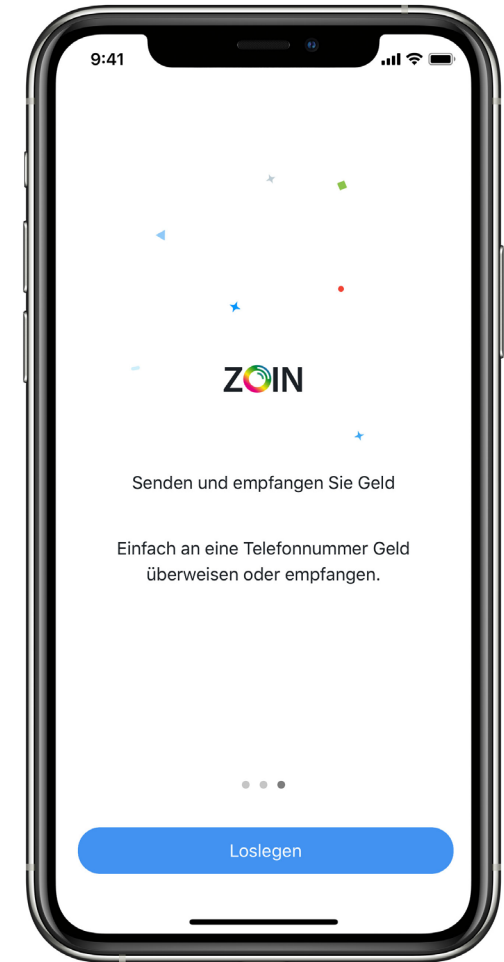 9:41
ZOIN
Senden und empfangen Sie Geld
Einfach an eine Telefonnummer Geld
überweisen oder empfangen.
Loslegen